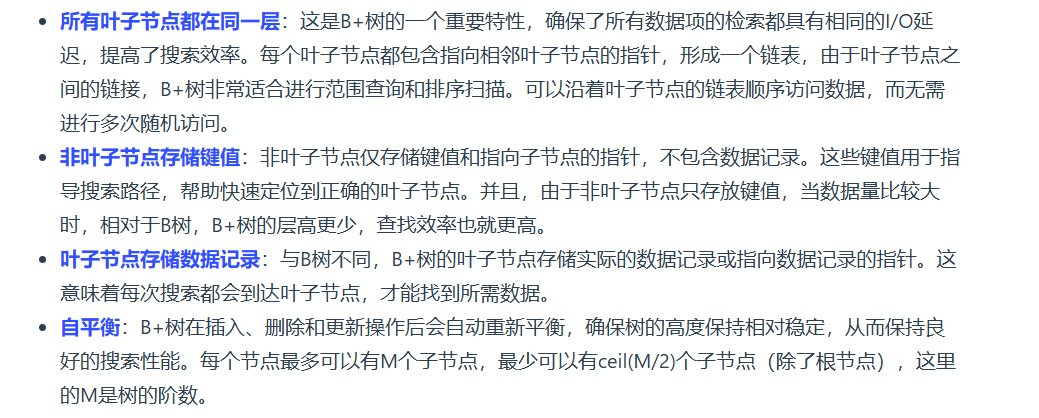 所有叶子节点都在同一层：这是B+树的一个重要特性，确保了所有数据项的检索都具有相同的I/O延
迟，提高了搜索效率。每个叶子节点都包含指向相邻叶子节点的指针，形成一个链表，由于叶子节点之
间的链接，B+树非常适合进行范围查询和排序扫描。可以沿着叶子节点的链表顺序访问数据，而无需
进行多次随机访问。
非叶子节点存储键值：非叶子节点仅存储键值和指向子节点的指针，不包含数据记录。这些键值用于指
导搜索路径，帮助快速定位到正确的叶子节点。并且，由于非叶子节点只存放键值，当数据量比较大
时，相对于B树，B+树的层高更少，查找效率也就更高。
叶子节点存储数据记录：与B树不同，B+树的叶子节点存储实际的数据记录或指向数据记录的指针。这
意味着每次搜索都会到达叶子节点，才能找到所需数据。
自平衡：B+树在插入、删除和更新操作后会自动重新平衡，确保树的高度保持相对稳定，从而保持良
好的搜索性能。每个节点最多可以有M个子节点，最少可以有ceil(M/2)个子节点（除了根节点），这里
的M是树的阶数。